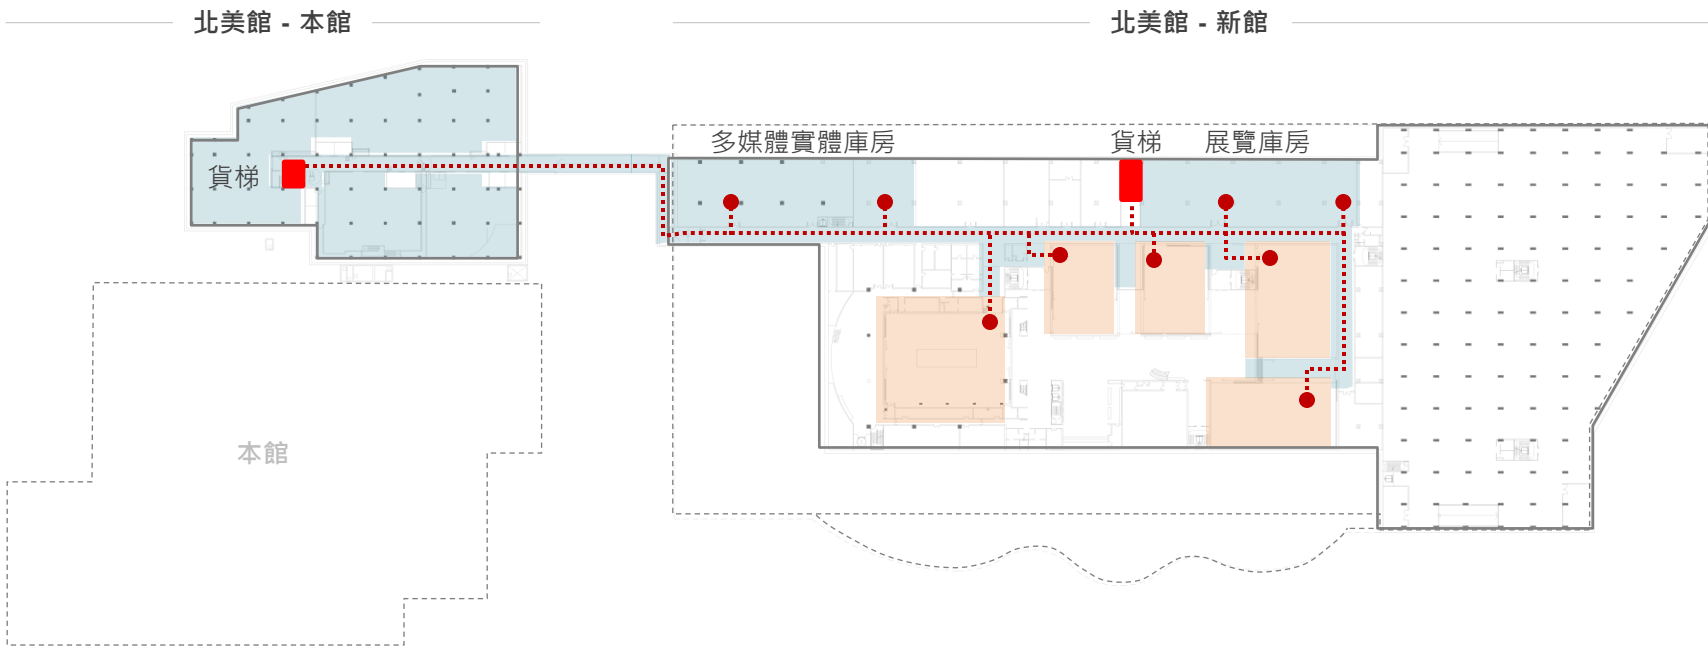 北美館 - 本館
北美館 - 新館
多媒體實體庫房
貨梯
展覽庫房
貨梯
本館